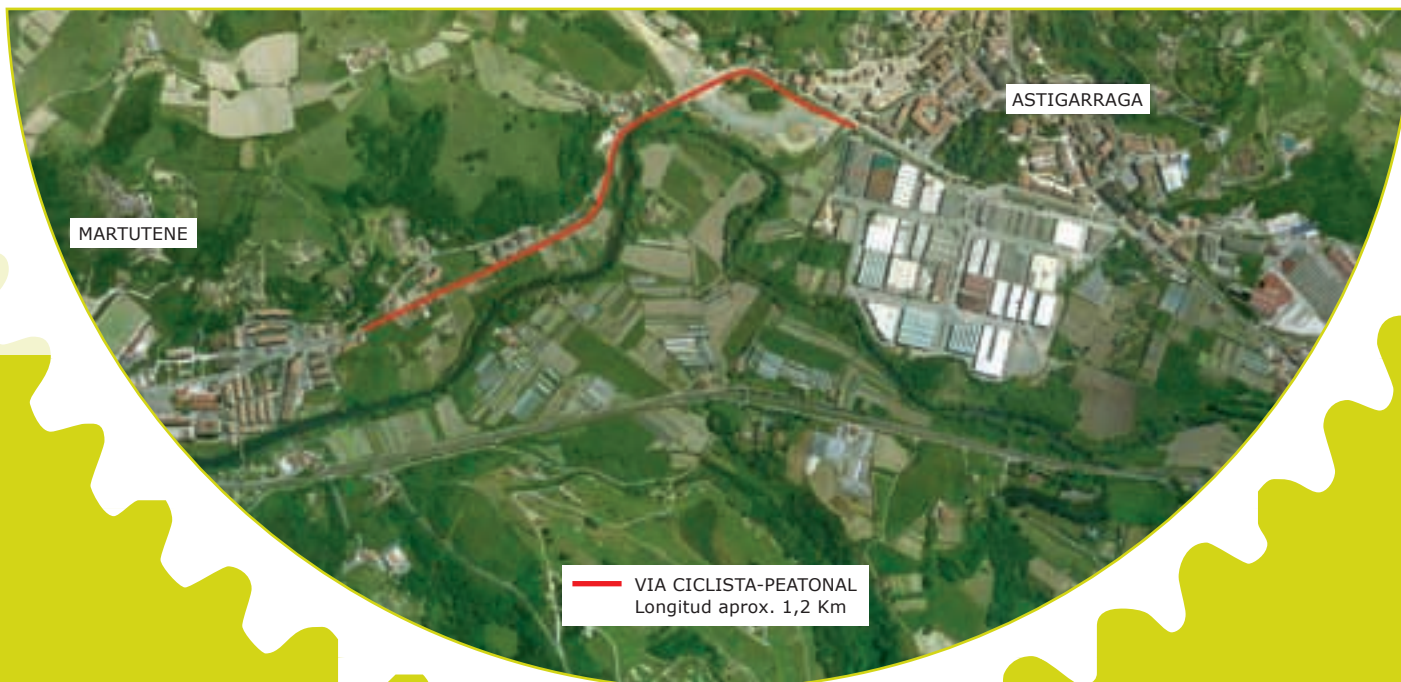 ASTIGARRAGA
MARTUTENE
VIA CICLISTA-PEATONAL
Longitud aprox. 1,2 Km